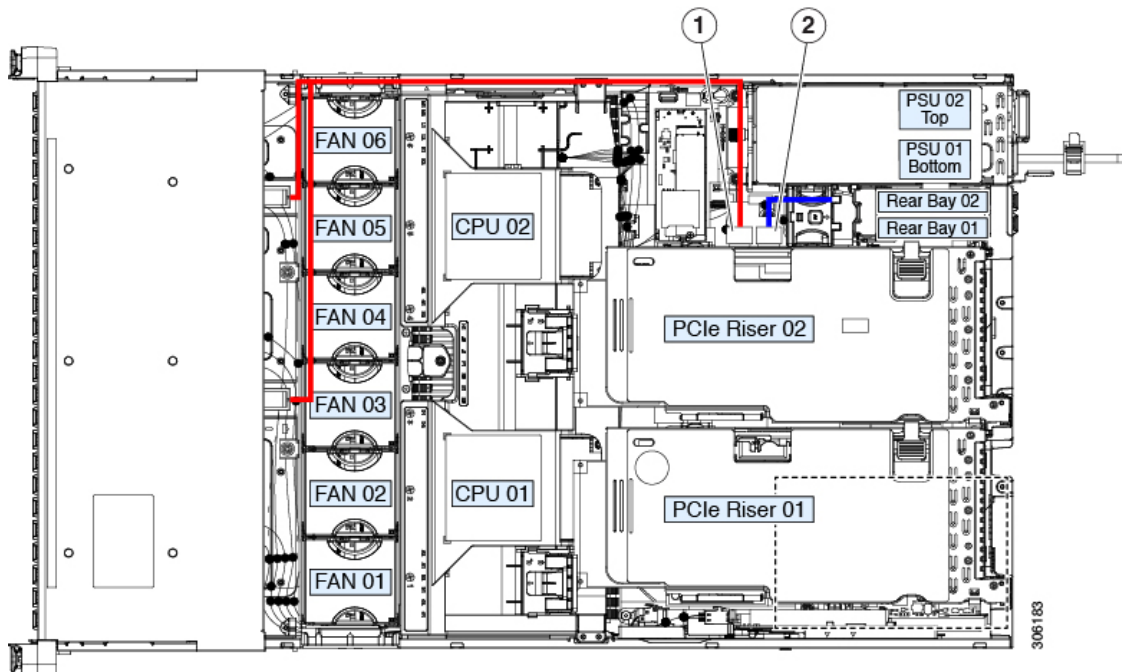 1
2
PSU 02
Top
PSU 01
Bottom
Rear Bay 02
Rear Bay 01
FAN 06
FAN 05
FAN 04
FAN 03
FAN 02
FAN 01
CPU 02
CPU 01
PCIe Riser 02
PCIe Riser 01
306183